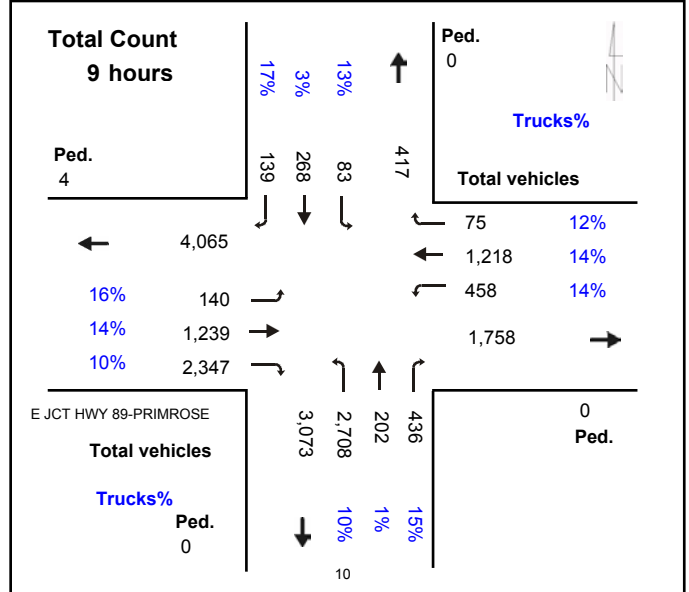 Total Count
9 hours
17% 3% 13%
Ped.
0
N
Trucks%
Ped.
4
139 268 83 417
Total vehicles
4,065
75 12%
1,218 14%
458 14%
16% 140
14% 1,239
10% 2,347
1,758
E JCT HWY 89-PRIMROSE
Total vehicles
3,073 2,708 202 436
0
Ped.
Trucks%
Ped.
0
10% 1% 15%
10